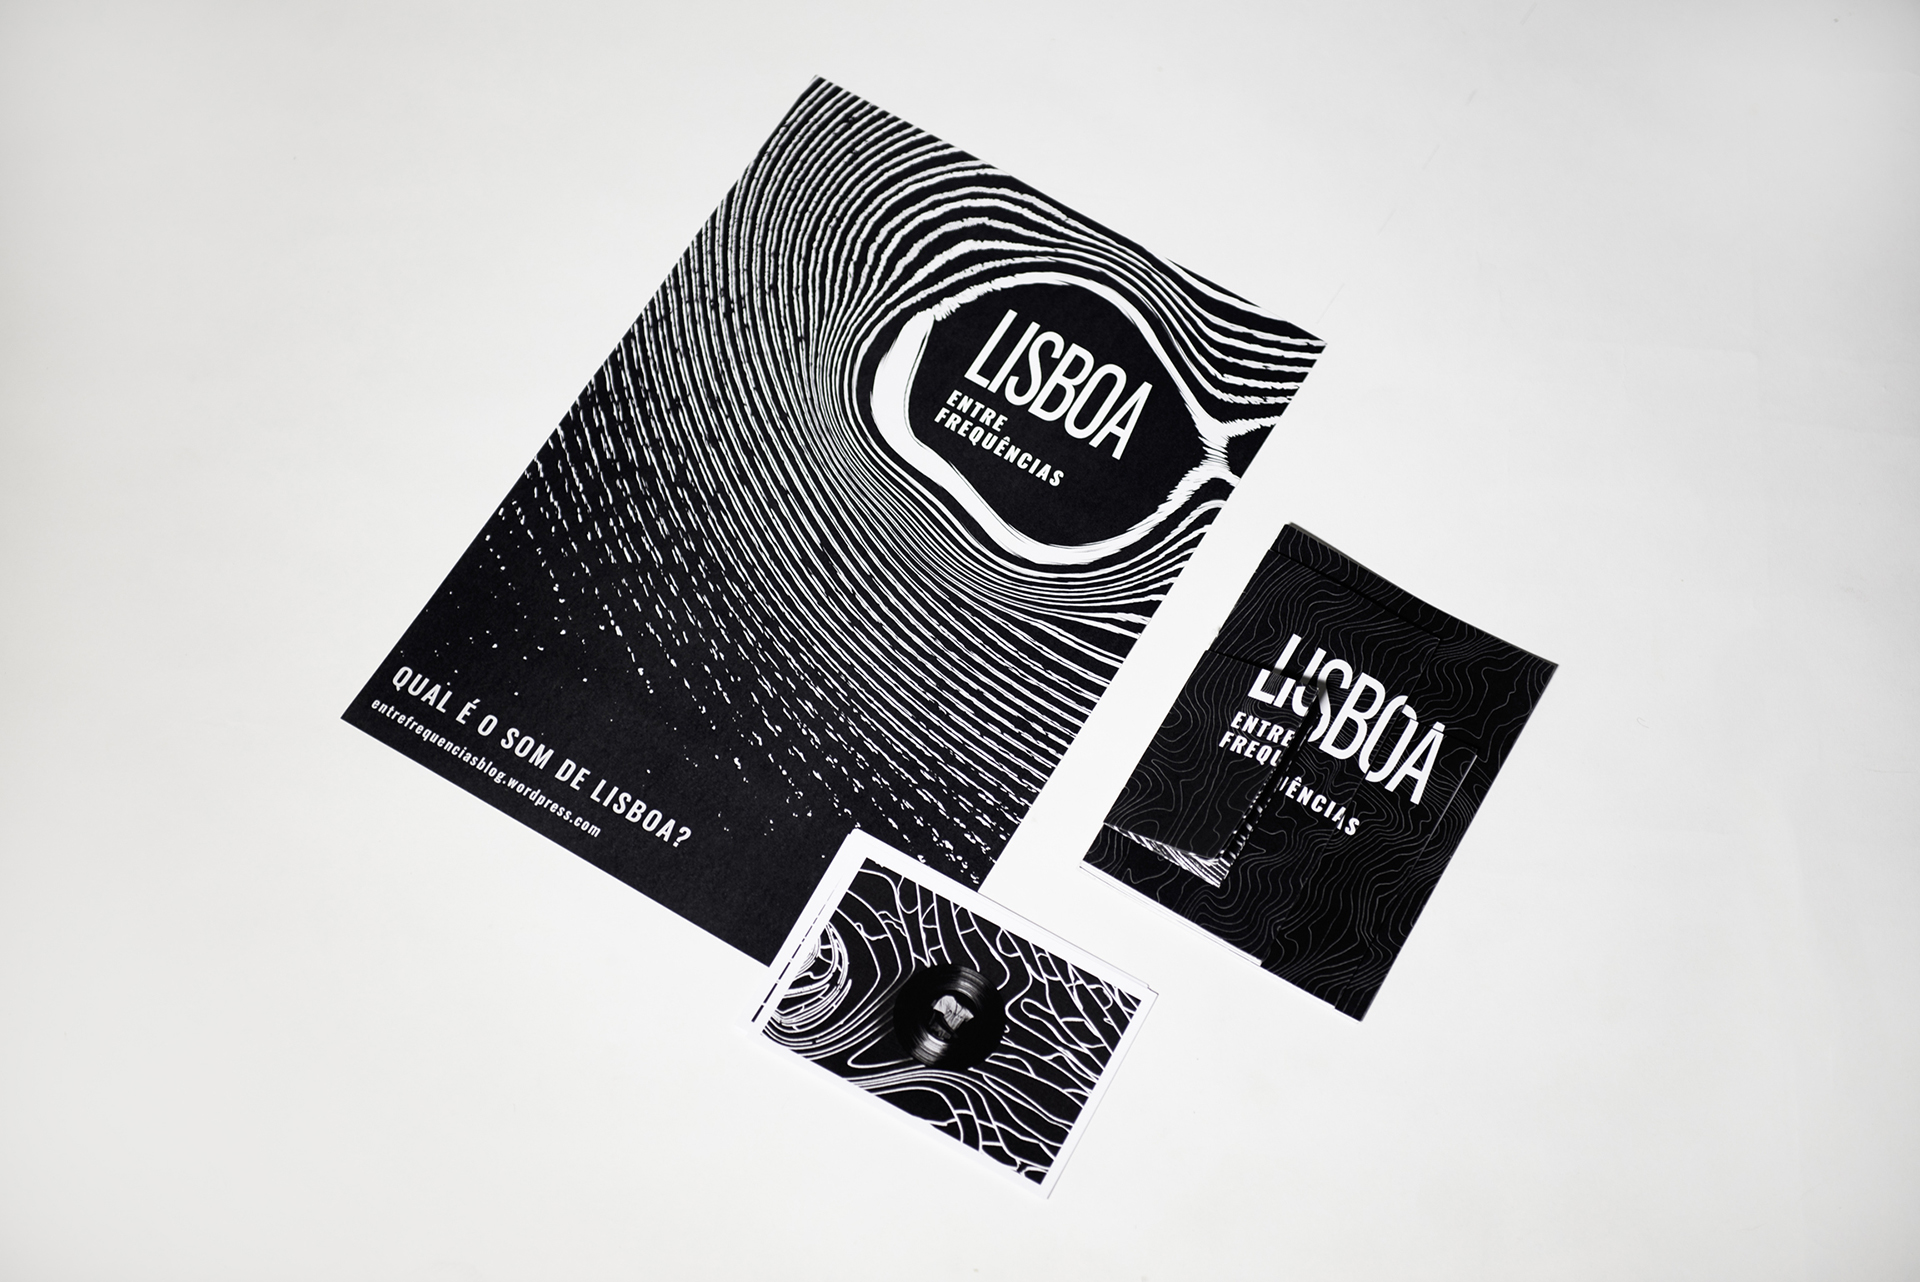 LISBOA
ENTRE
FREQUÊNCIAS
QUAL É O SOM DE LISBOA?
entrefrequenciasblog.wordpress.com
LISBOA
ENTRE
FREQUÊNCIAS